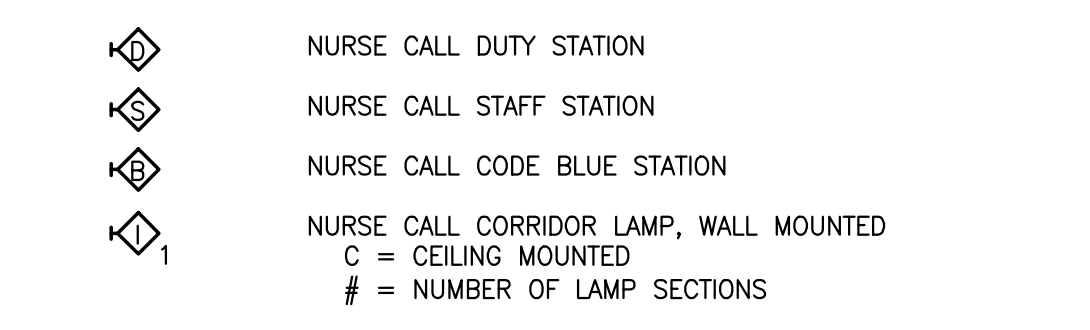 D NURSE CALL DUTY STATION
S NURSE CALL STAFF STATION
B NURSE CALL CODE BLUE STATION
I 1 NURSE CALL CORRIDOR LAMP, WALL MOUNTED
C = CEILING MOUNTED
# = NUMBER OF LAMP SECTIONS